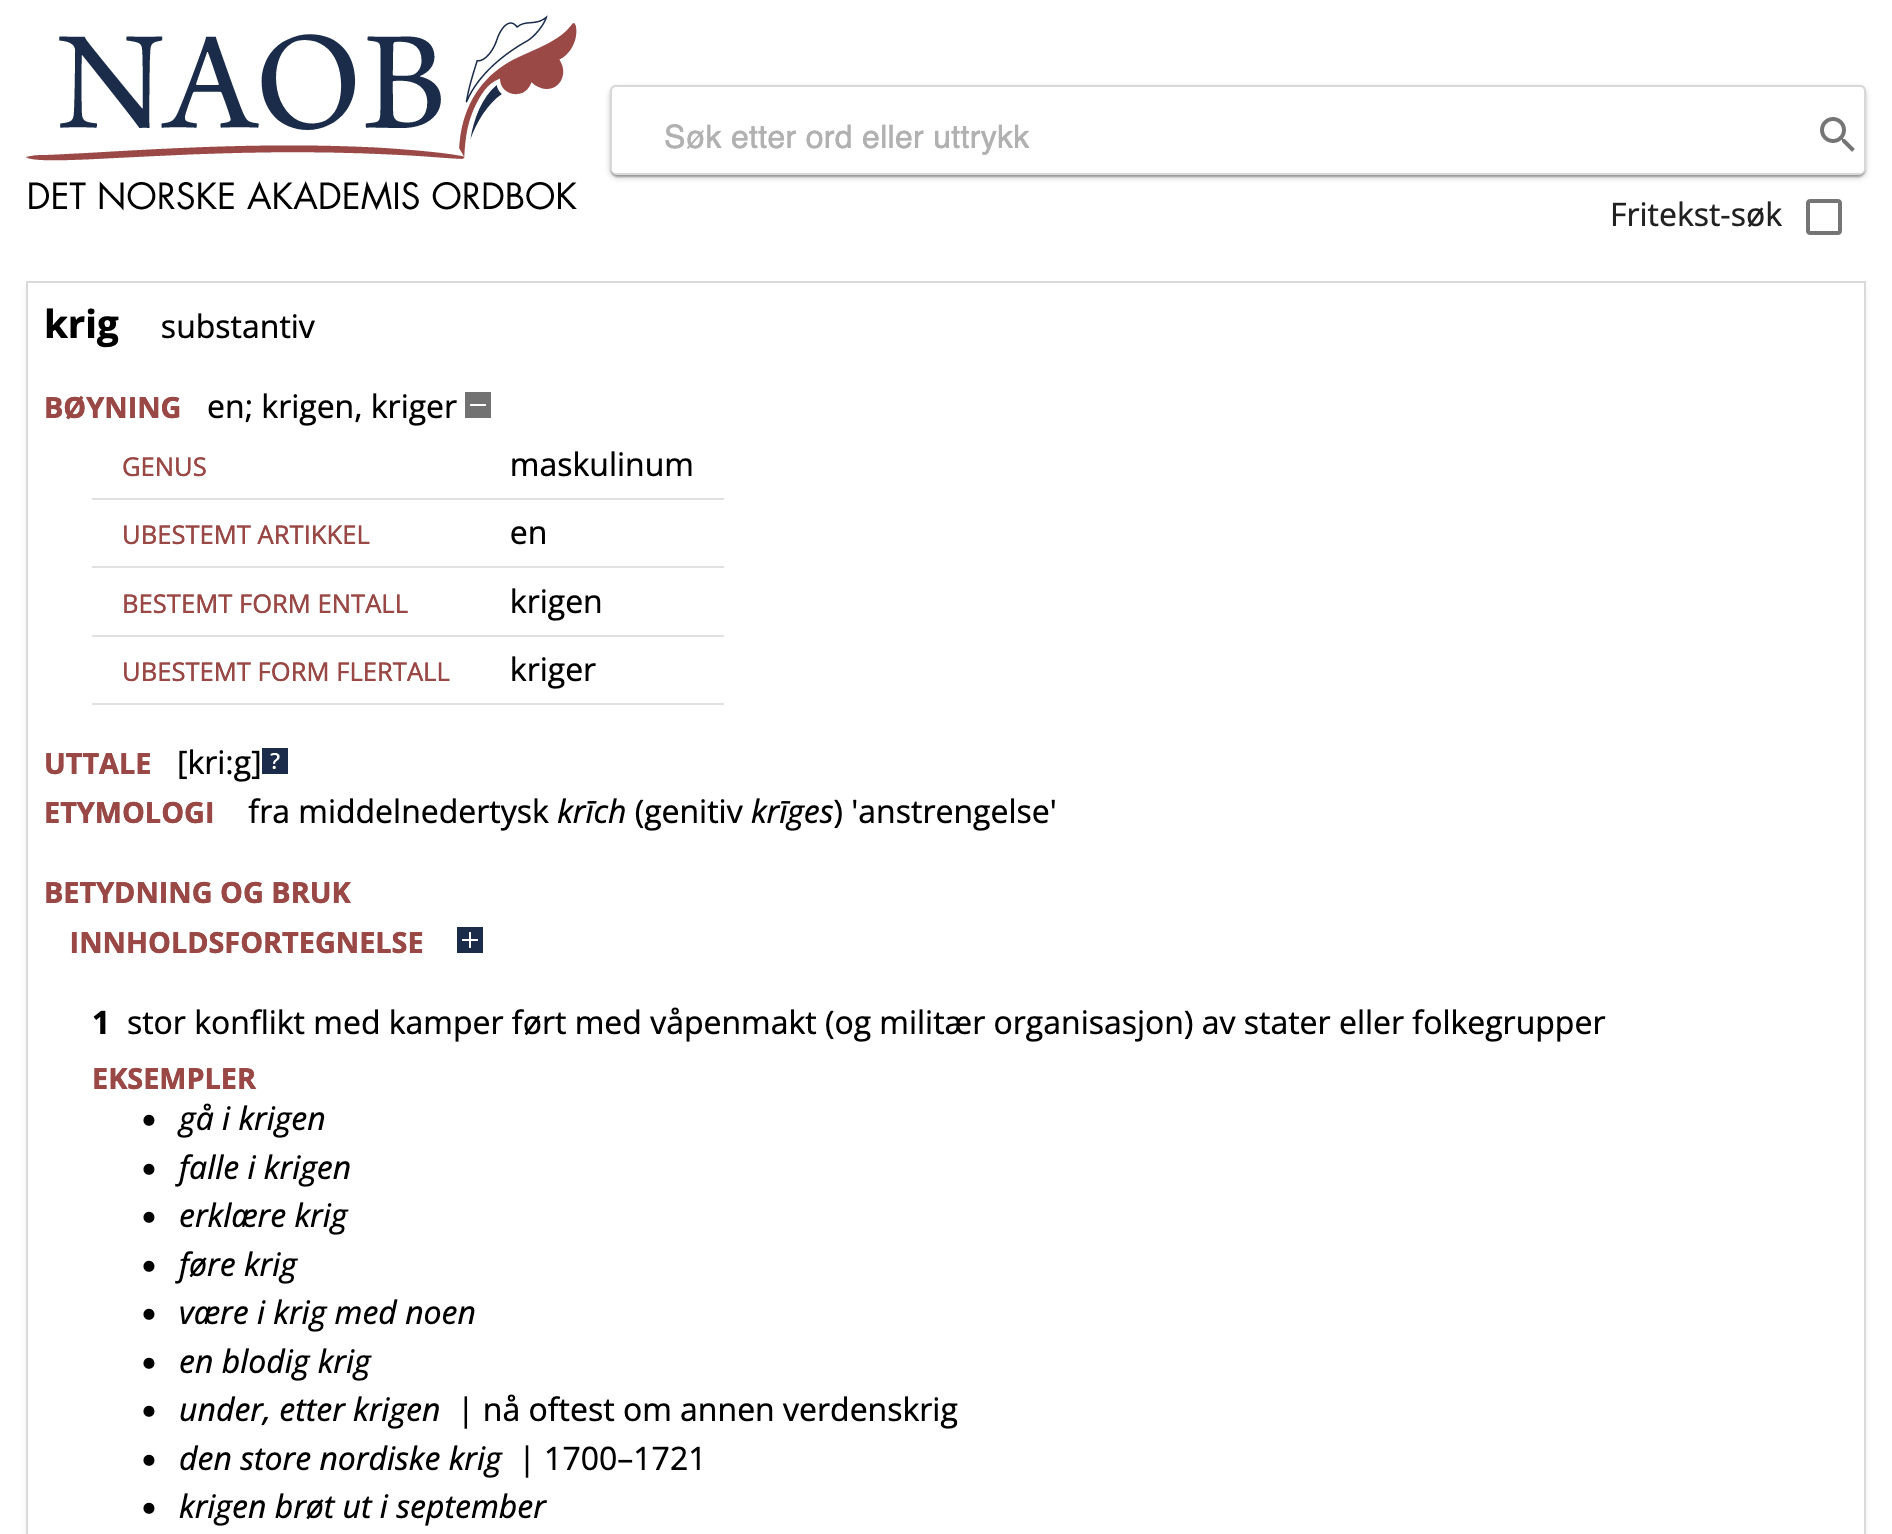 NAOB
DET NORSKE AKADEMIS ORDBOK
Søk etter ord eller uttrykk
Fritekst-søk
krig substantiv
BØYNING en; krigen, kriger
GENUS maskulinum
UBESTEMT ARTIKKEL en
BESTEMT FORM ENTALL krigen
UBESTEMT FORM FLERTALL kriger
UTTALE [kri:g]?
ETYMOLOGI fra middelnedertysk krīch (genitiv krīges) 'anstrengelse'
BETYDNING OG BRUK
INNHOLDSFORTEGNELSE +
1 stor konflikt med kamper ført med våpenmakt (og militær organisasjon) av stater eller folkegrupper
EKSEMPLER
• gå i krigen
• falle i krigen
• erklære krig
• føre krig
• være i krig med noen
• en blodig krig
• under, etter krigen | nå oftest om annen verdenskrig
• den store nordiske krig | 1700–1721
• krigen brøt ut i september